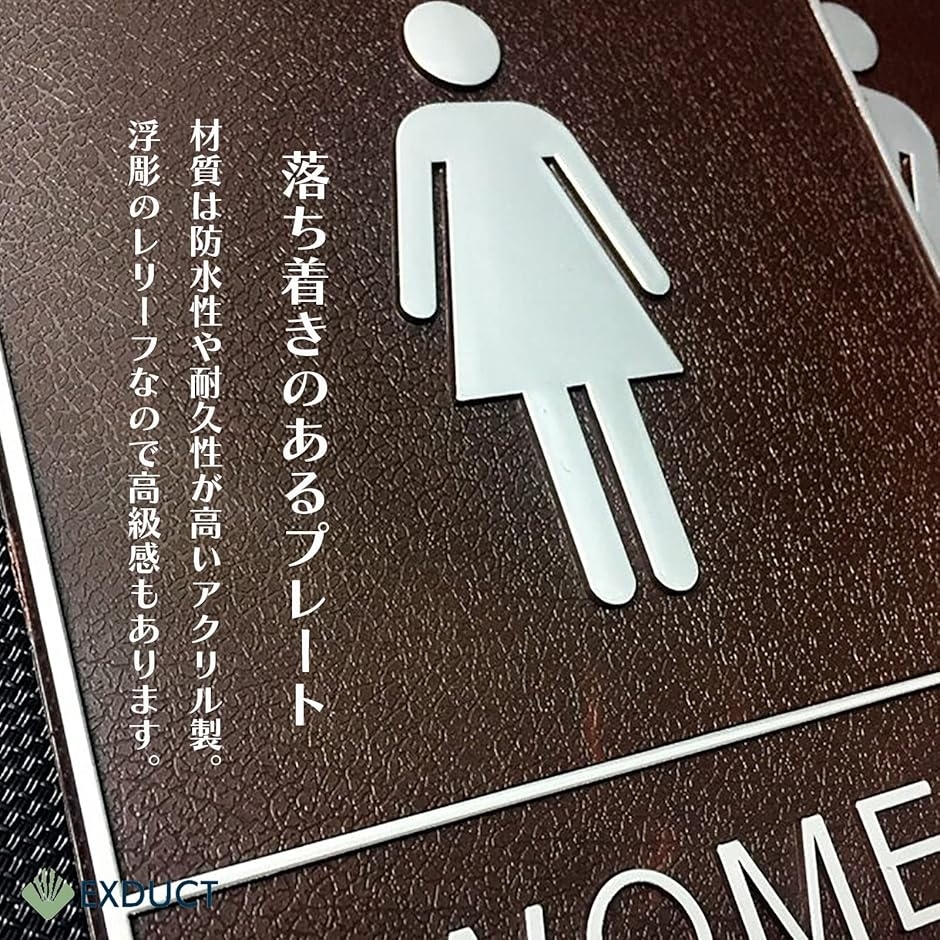 落ち着きのあるプレート
材質は防水性や耐久性が高いアクリル製。
浮彫のレリーフなので高級感もあります。
OME
EXDUCT